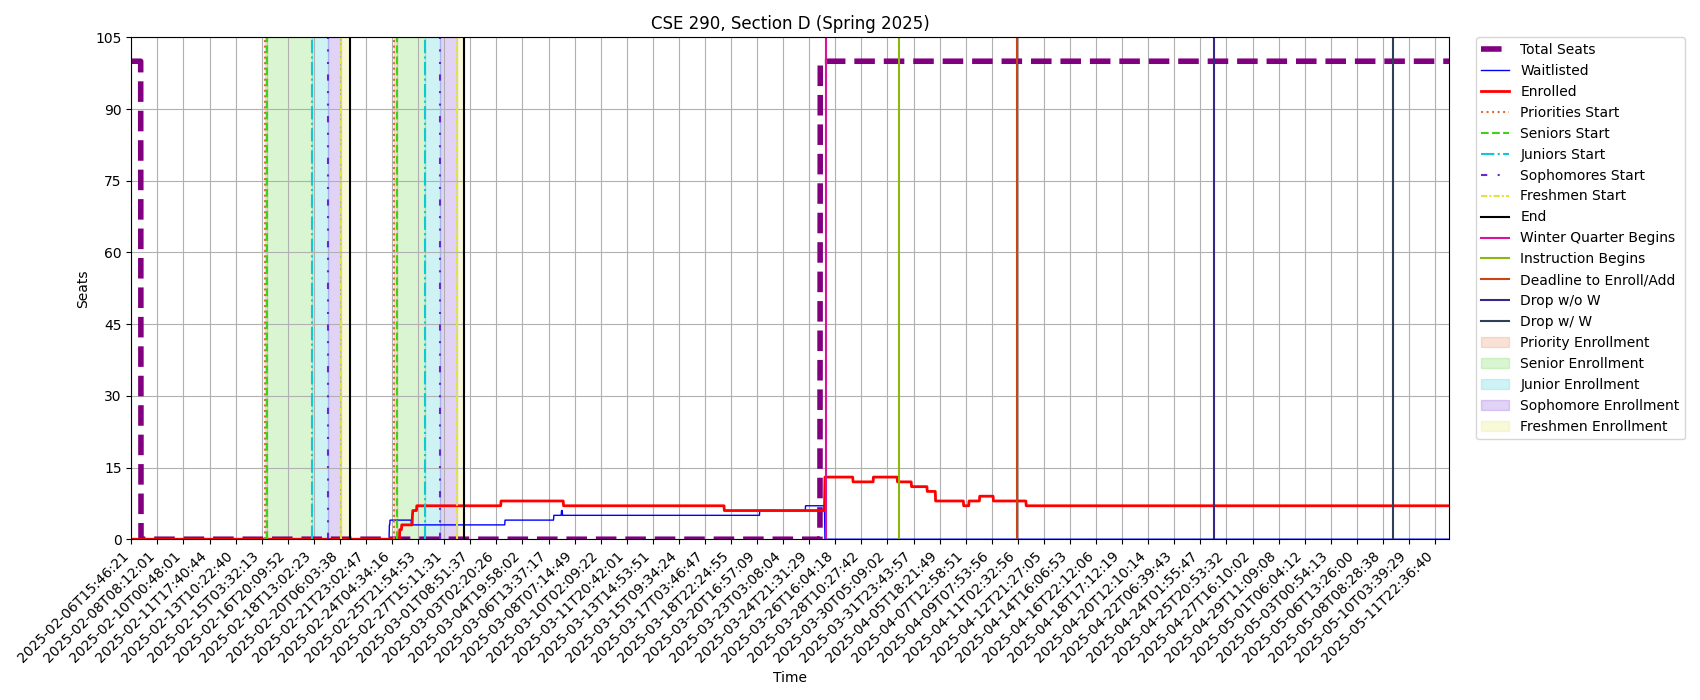 CSE 290, Section D (Spring 2025)
105
90
75
60
45
30
15
0
Seats
2025-02-06T15:46:21
2025-02-08T08:12:01
2025-02-10T00:48:01
2025-02-11T17:40:44
2025-02-13T10:22:40
2025-02-15T03:32:13
2025-02-16T20:09:52
2025-02-18T13:02:23
2025-02-20T06:03:38
2025-02-21T23:02:47
2025-02-24T04:34:16
2025-02-25T21:54:53
2025-02-27T15:11:31
2025-03-01T08:51:37
2025-03-03T02:20:26
2025-03-04T19:58:02
2025-03-06T13:37:17
2025-03-08T07:14:49
2025-03-10T02:09:22
2025-03-11T20:42:01
2025-03-13T14:53:51
2025-03-15T09:34:24
2025-03-17T03:46:47
2025-03-18T22:24:55
2025-03-20T16:57:09
2025-03-23T03:08:04
2025-03-24T21:31:29
2025-03-26T16:04:18
2025-03-28T10:27:42
2025-03-30T05:09:02
2025-03-31T23:43:57
2025-04-05T18:21:49
2025-04-07T12:58:51
2025-04-09T07:53:56
2025-04-11T02:32:56
2025-04-12T21:27:05
2025-04-14T16:06:53
2025-04-16T22:12:06
2025-04-18T17:12:19
2025-04-20T12:10:14
2025-04-22T06:39:43
2025-04-24T01:55:47
2025-04-25T20:53:32
2025-04-27T16:10:02
2025-04-29T11:09:08
2025-05-01T06:04:12
2025-05-03T00:54:13
2025-05-06T13:26:00
2025-05-08T08:28:38
2025-05-10T03:39:29
2025-05-11T22:36:40
Time
Total Seats
Waitlisted
Enrolled
Priorities Start
Seniors Start
Juniors Start
Sophomores Start
Freshmen Start
End
Winter Quarter Begins
Instruction Begins
Deadline to Enroll/Add
Drop w/o W
Drop w/ W
Priority Enrollment
Senior Enrollment
Junior Enrollment
Sophomore Enrollment
Freshmen Enrollment